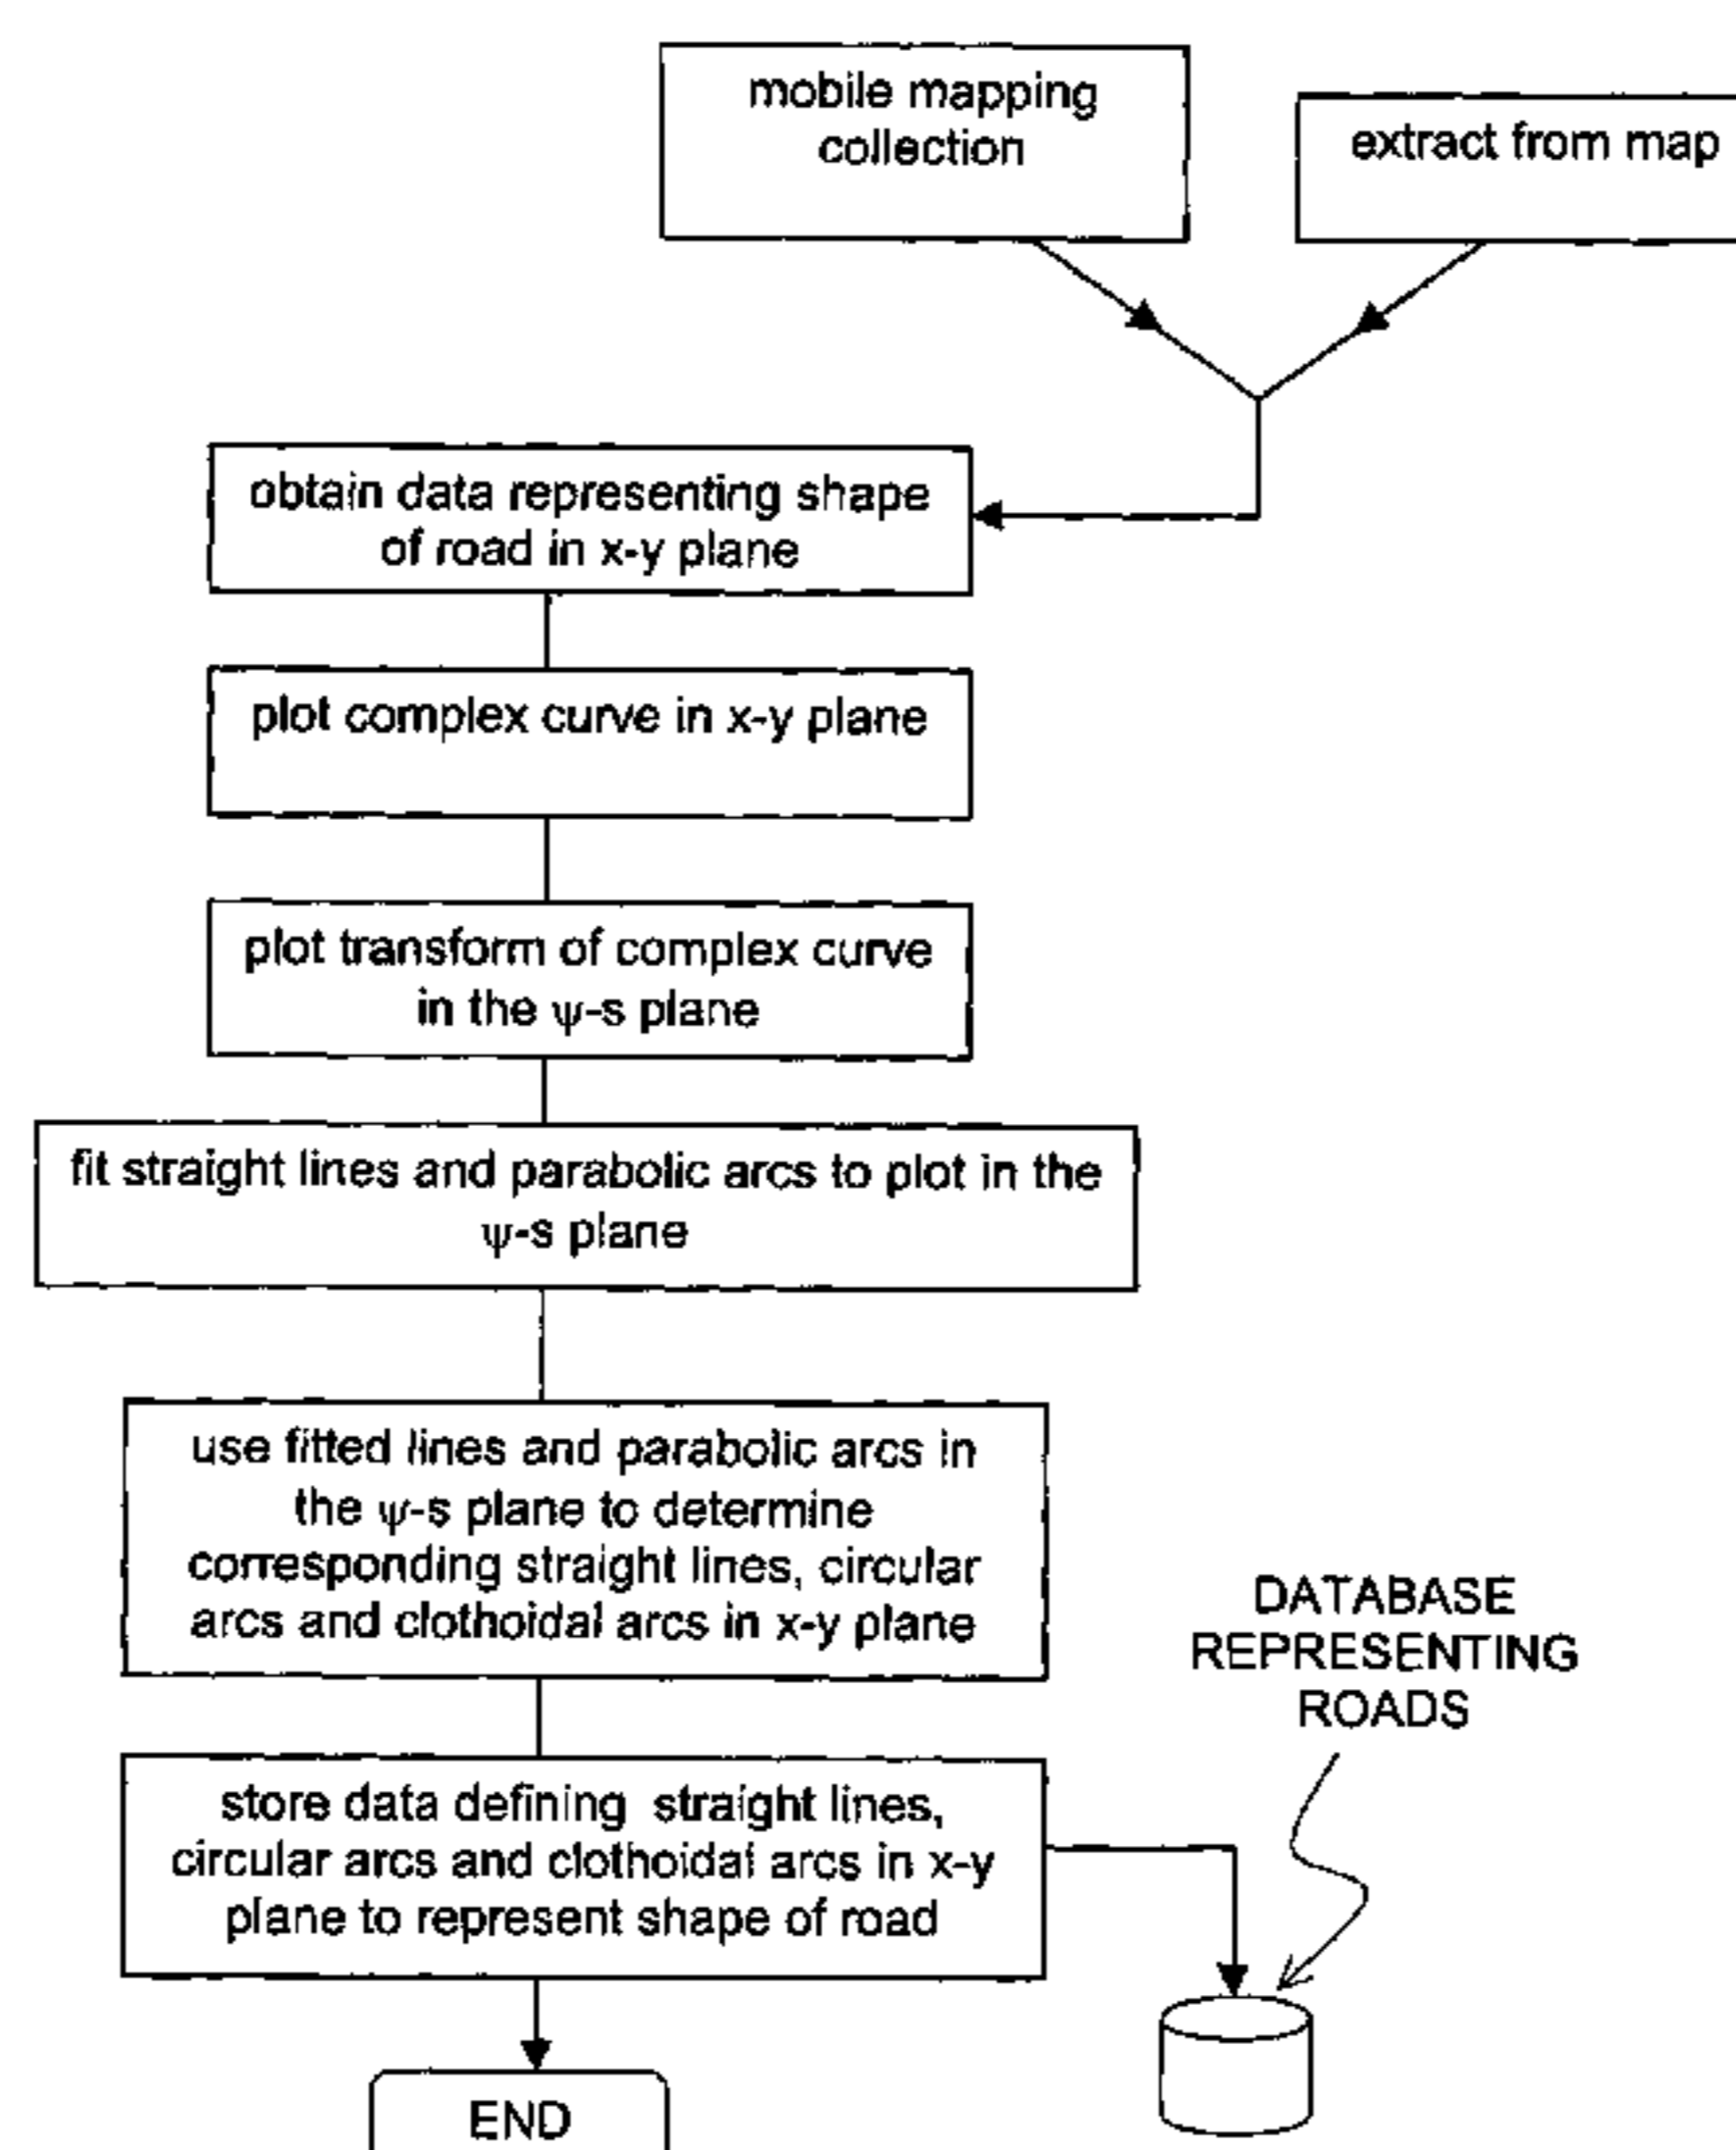 mobile mapping
collection
extract from map
obtain data representing shape
of road in x-y plane
plot complex curve in x-y plane
plot transform of complex curve
in the ψ-s plane
fit straight lines and parabolic arcs to plot in the
ψ-s plane
use fitted lines and parabolic arcs in
the ψ-s plane to determine
corresponding straight lines, circular
arcs and clothoidal arcs in x-y plane
DATABASE
REPRESENTING
ROADS
store data defining straight lines,
circular arcs and clothoidal arcs in x-y
plane to represent shape of road
END